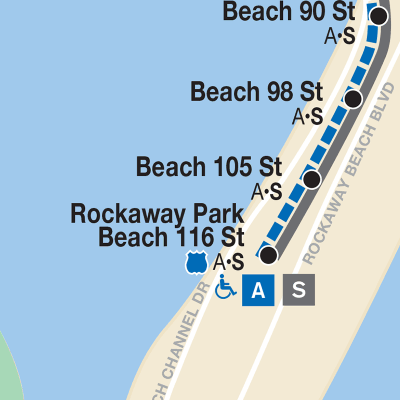 Beach 90 St
A•S
Beach 98 St
A•S
Beach 105 St
A•S
Rockaway Park
Beach 116 St
A•S
A
S
ROCKAWAY BEACH BLVD
CH CHANNEL DR